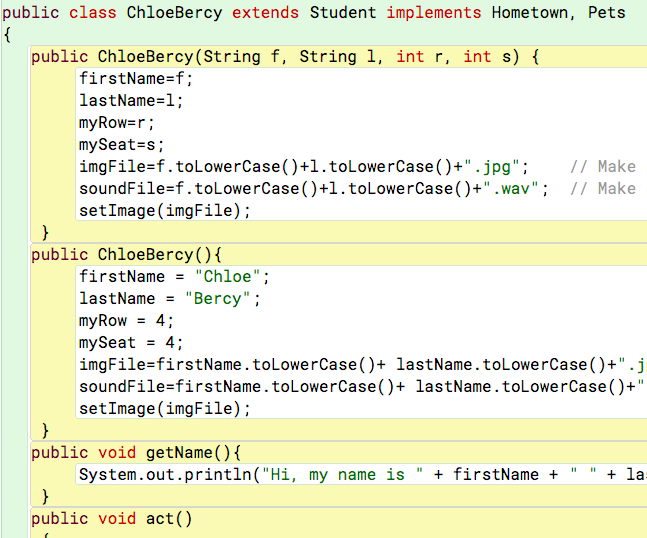 public class ChloeBercy extends Student implements Hometown, Pets
{
public ChloeBercy(String f, String l, int r, int s) {
firstName=f;
lastName=l;
myRow=r;
mySeat=s;
imgFile=f.toLowerCase()+l.toLowerCase()+".jpg"; // Make
soundFile=f.toLowerCase()+l.toLowerCase()+".wav"; // Make
setImage(imgFile);
}
public ChloeBercy(){
firstName = "Chloe";
lastName = "Bercy";
myRow = 4;
mySeat = 4;
imgFile=firstName.toLowerCase()+ lastName.toLowerCase()+".j
soundFile=firstName.toLowerCase()+ lastName.toLowerCase()+"
setImage(imgFile);
}
public void getName(){
System.out.println("Hi, my name is " + firstName + " " + la
}
public void act()
{